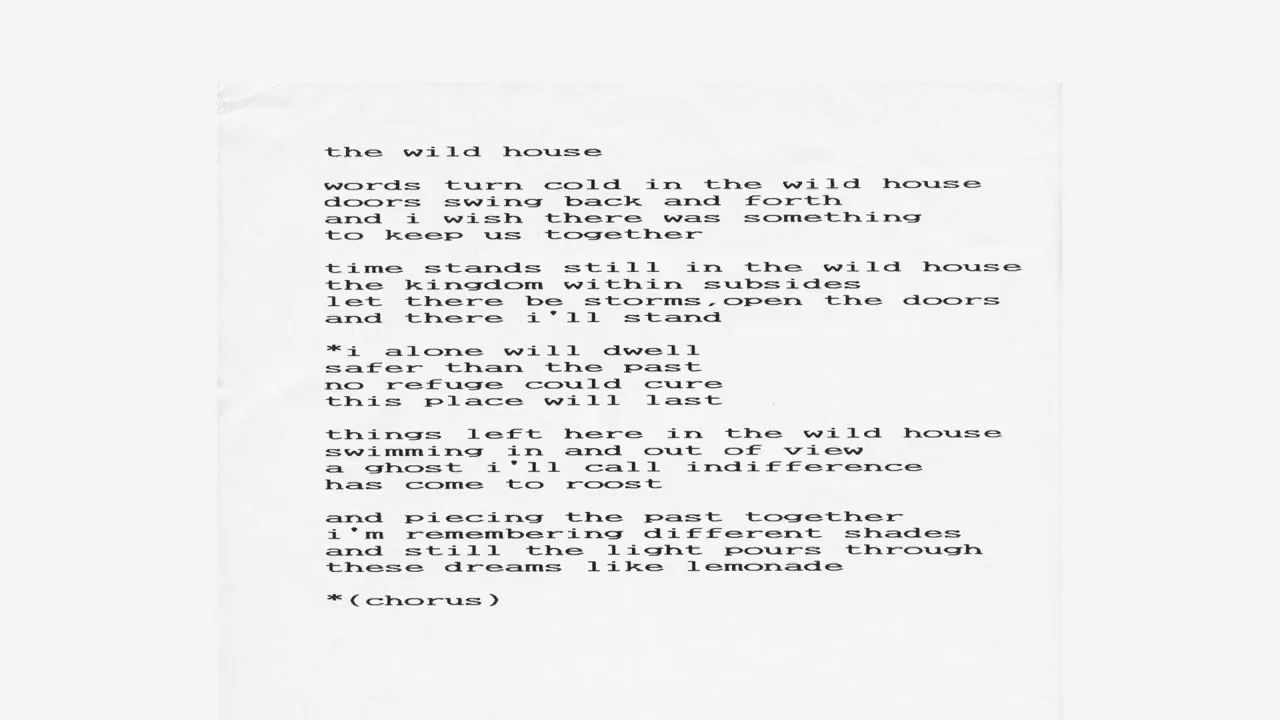 the wild house
words turn cold in the wild house
doors swing back and forth
and i wish there was something
to keep us together
time stands still in the wild house
the kingdom within subsides
let there be storms,open the doors
and there i'll stand
*i alone will dwell
safer than the past
no refuge could cure
this place will last
things left here in the wild house
swimming in and out of view
a ghost i'll call indifference
has come to roost
and piecing the past together
i'm remembering different shades
and still the light pours through
these dreams like lemonade
*(chorus)